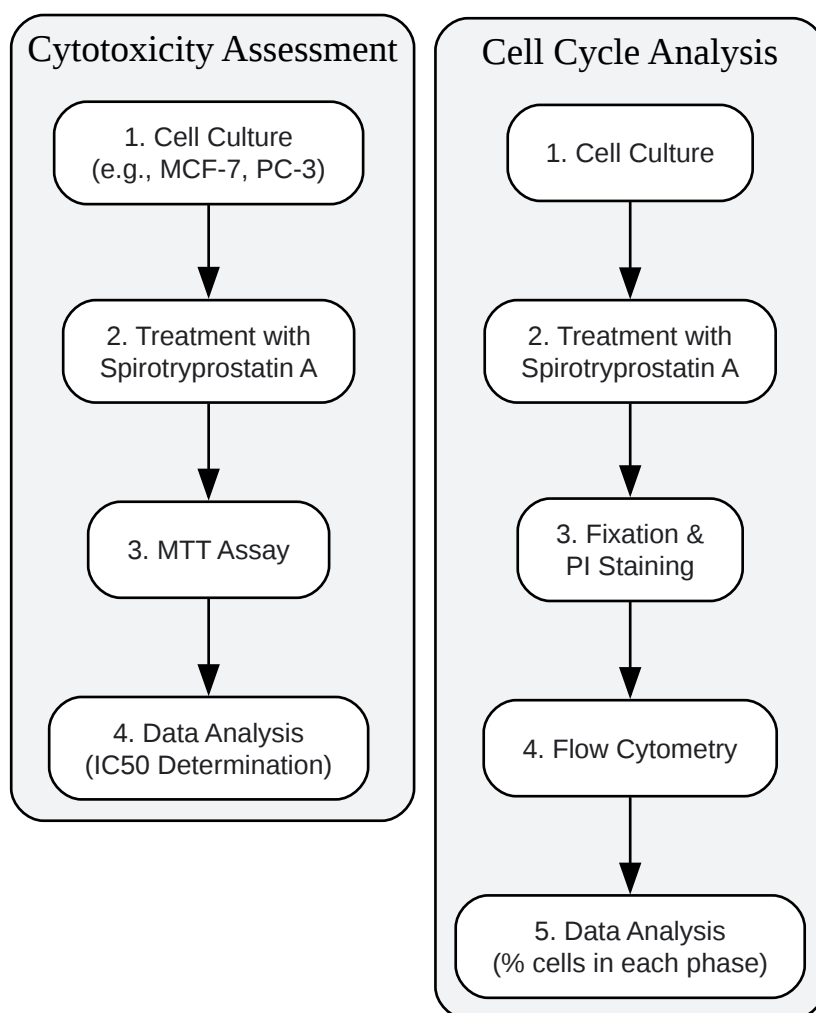 Cytotoxicity Assessment
1. Cell Culture
(e.g., MCF-7, PC-3)
2. Treatment with
Spirotryprostatin A
3. MTT Assay
4. Data Analysis
(IC50 Determination)
Cell Cycle Analysis
1. Cell Culture
2. Treatment with
Spirotryprostatin A
3. Fixation &
PI Staining
4. Flow Cytometry
5. Data Analysis
(% cells in each phase)